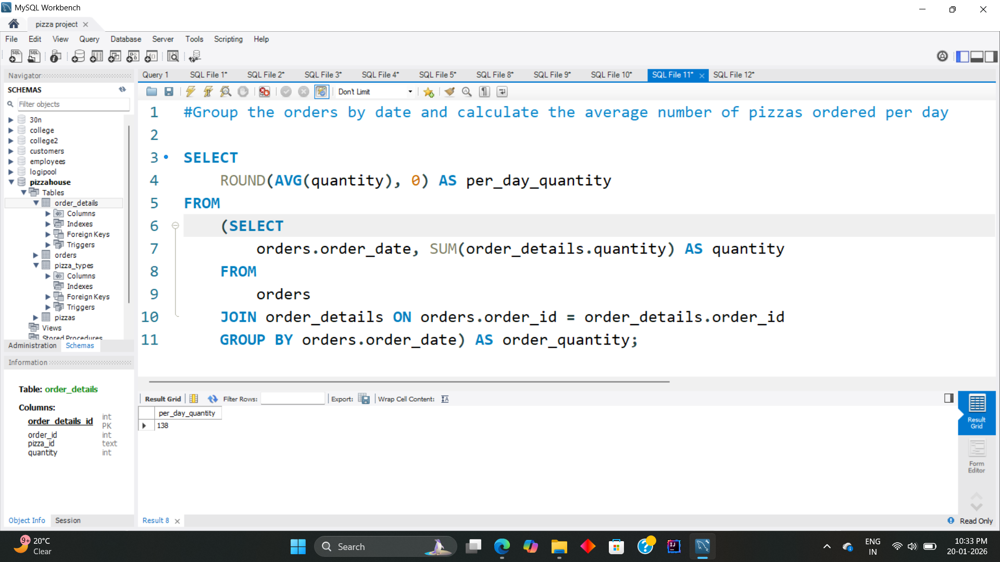 MySQL Workbench
pizza project
File Edit View Query Database Server Tools Scripting Help
Navigator
Query 1 SQL File 1* SQL File 2* SQL File 3* SQL File 4* SQL File 5* SQL File 8* SQL File 9* SQL File 10* SQL File 11* SQL File 12*
SCHEMAS
Don't Limit
Filter objects
30n
college
college2
customers
employees
logipool
pizzahouse
Tables
order_details
Columns
Indexes
Foreign Keys
Triggers
orders
pizza_types
Columns
Indexes
Foreign Keys
Triggers
pizzas
Views
Stored Procedures
Administration Schemas
1 #Group the orders by date and calculate the average number of pizzas ordered per day
2
3 SELECT
4 ROUND(AVG(quantity), 0) AS per_day_quantity
5 FROM
6 (SELECT
7 orders.order_date, SUM(order_details.quantity) AS quantity
8 FROM
9 orders
10 JOIN order_details ON orders.order_id = order_details.order_id
11 GROUP BY orders.order_date) AS order_quantity;
Information
Table: order_details
Columns:
order_details_id int PK
order_id int
pizza_id text
quantity int
Object Info Session
Result Grid Filter Rows: Export: Wrap Cell Content:
per_day_quantity
138
Result Grid
Form Editor
Result 8
Read Only
9+ 20°C
Clear
Search
ENG
IN
10:33 PM
20-01-2026